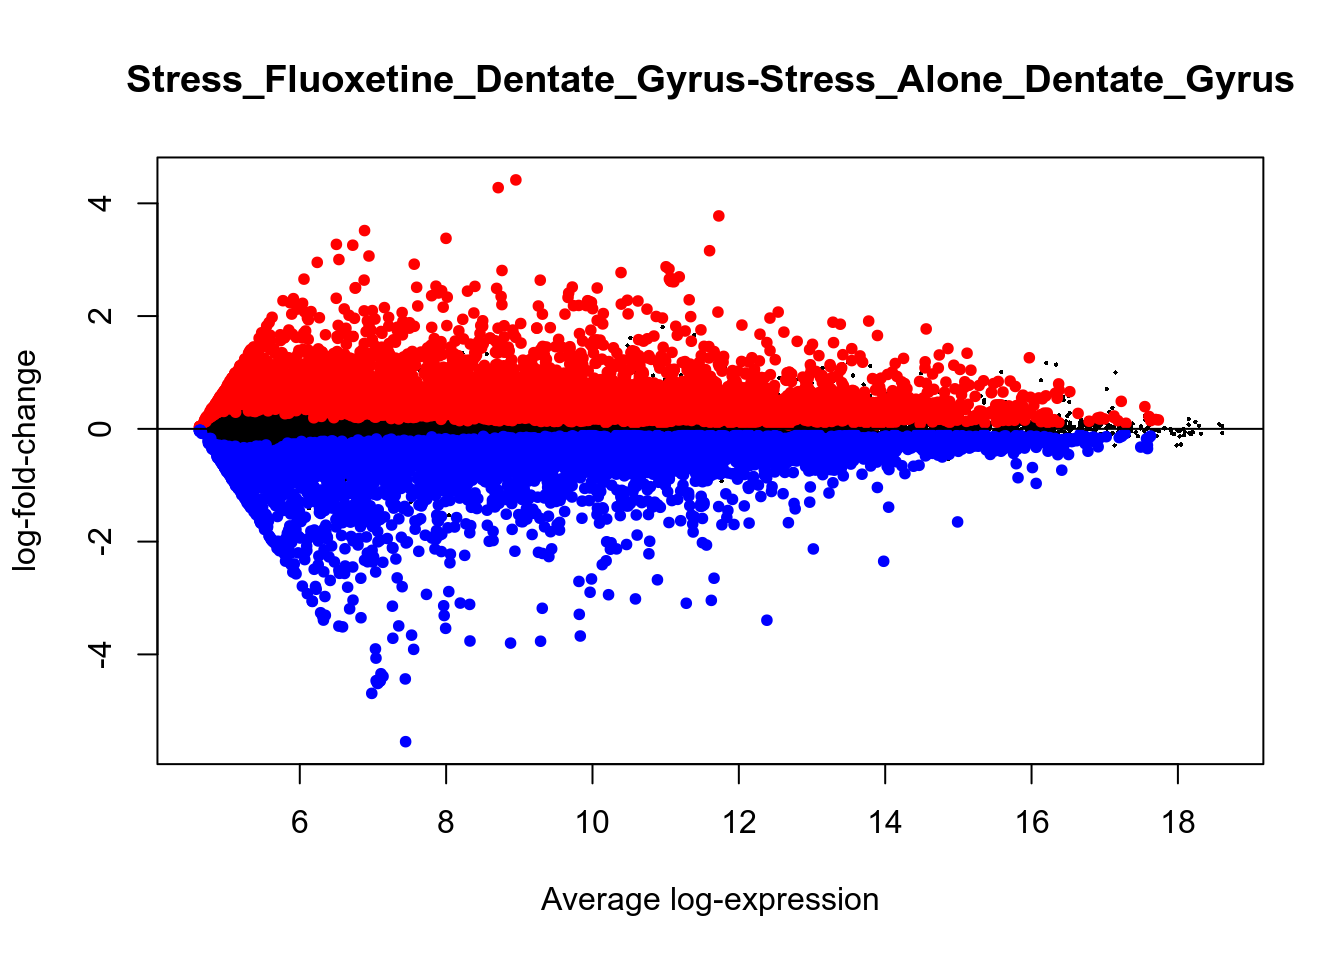 Stress_Fluoxetine_Dentate_Gyrus-Stress_Alone_Dentate_Gyrus
log-fold-change
4
2
0
-2
-4
6 8 10 12 14 16 18
Average log-expression